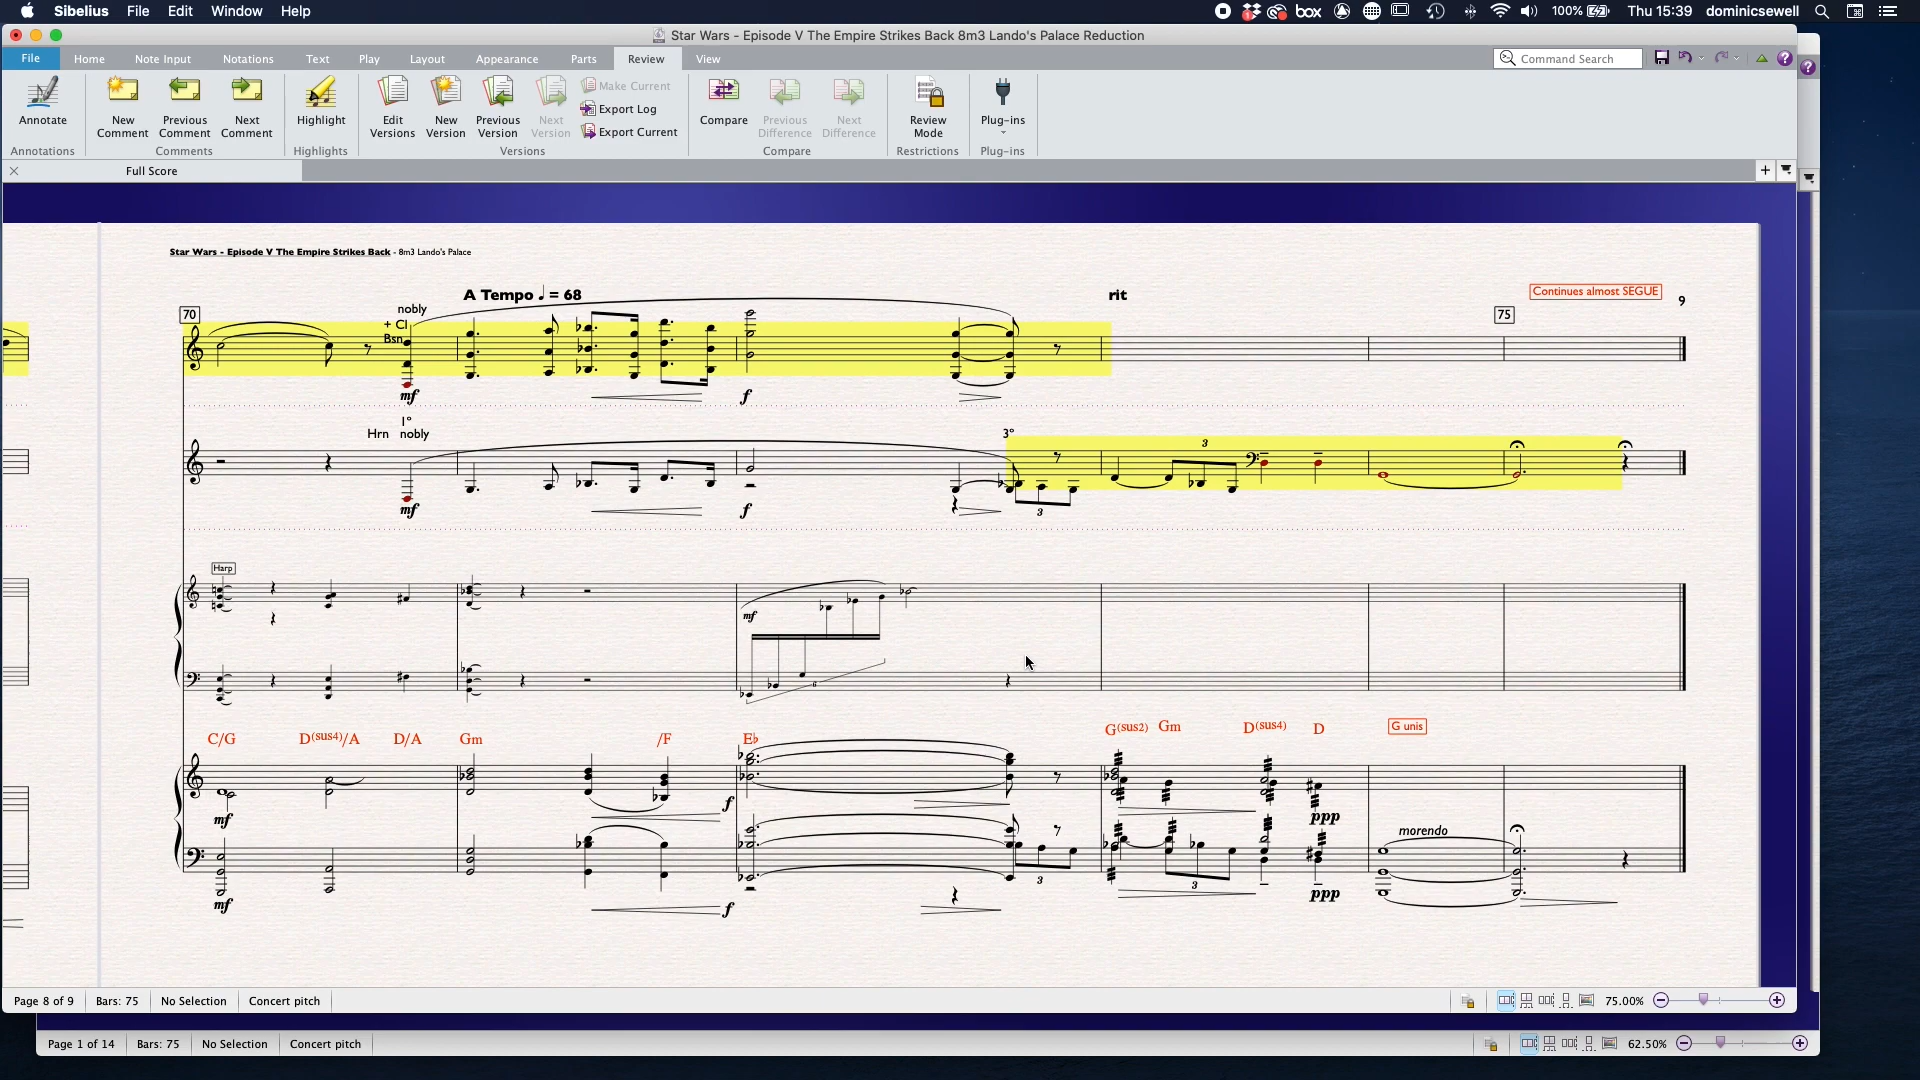 Sibelius File Edit Window Help
box 100% Thu 15:39 dominicsewell
Star Wars - Episode V The Empire Strikes Back 8m3 Lando's Palace Reduction
File Home Note Input Notations Text Play Layout Appearance Parts Review View Command Search
Annotate New Comment Previous Comment Next Comment Highlight Edit Versions New Version Previous Version Next Version Make Current Export Log Export Current Compare Previous Difference Next Difference Review Mode Plug-ins
Annotations Comments Highlights Versions Compare Restrictions Plug-ins
Full Score
Star Wars - Episode V The Empire Strikes Back - 8m3 Lando's Palace
A Tempo ♩ = 68 rit Continues almost SEGUE 9
70 nobly 75
+ Cl
Bsn
mf f
1°
Hrn nobly 3° 3
mf f 3
Harp
mf
6
C/G D(sus4)/A D/A Gm /F E♭ G(sus2) Gm D(sus4) D G unis
mf f ppp
morendo
3 3
mf f ppp
Page 8 of 9 Bars: 75 No Selection Concert pitch 75.00%
Page 1 of 14 Bars: 75 No Selection Concert pitch 62.50%